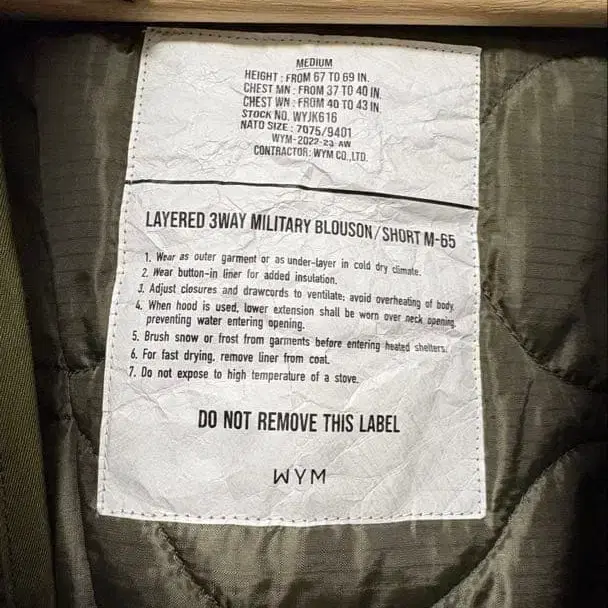 MEDIUM
HEIGHT : FROM 67 TO 69 IN.
CHEST MN : FROM 37 TO 40 IN.
CHEST WN : FROM 40 TO 43 IN.
STOCK NO. WYJK616
NATO SIZE : 7075/9401
WYM-2022-23-AW
CONTRACTOR: WYM CO.,LTD.
LAYERED 3WAY MILITARY BLOUSON/SHORT M-65
1. Wear as outer garment or as under-layer in cold dry climate.
2. Wear button-in liner for added insulation.
3. Adjust closures and drawcords to ventilate; avoid overheating of body.
4. When hood is used, lower extension shall be worn over neck opening,
preventing water entering opening.
5. Brush snow or frost from garments before entering heated shelters.
6. For fast drying, remove liner from coat.
7. Do not expose to high temperature of a stove.
DO NOT REMOVE THIS LABEL
WYM